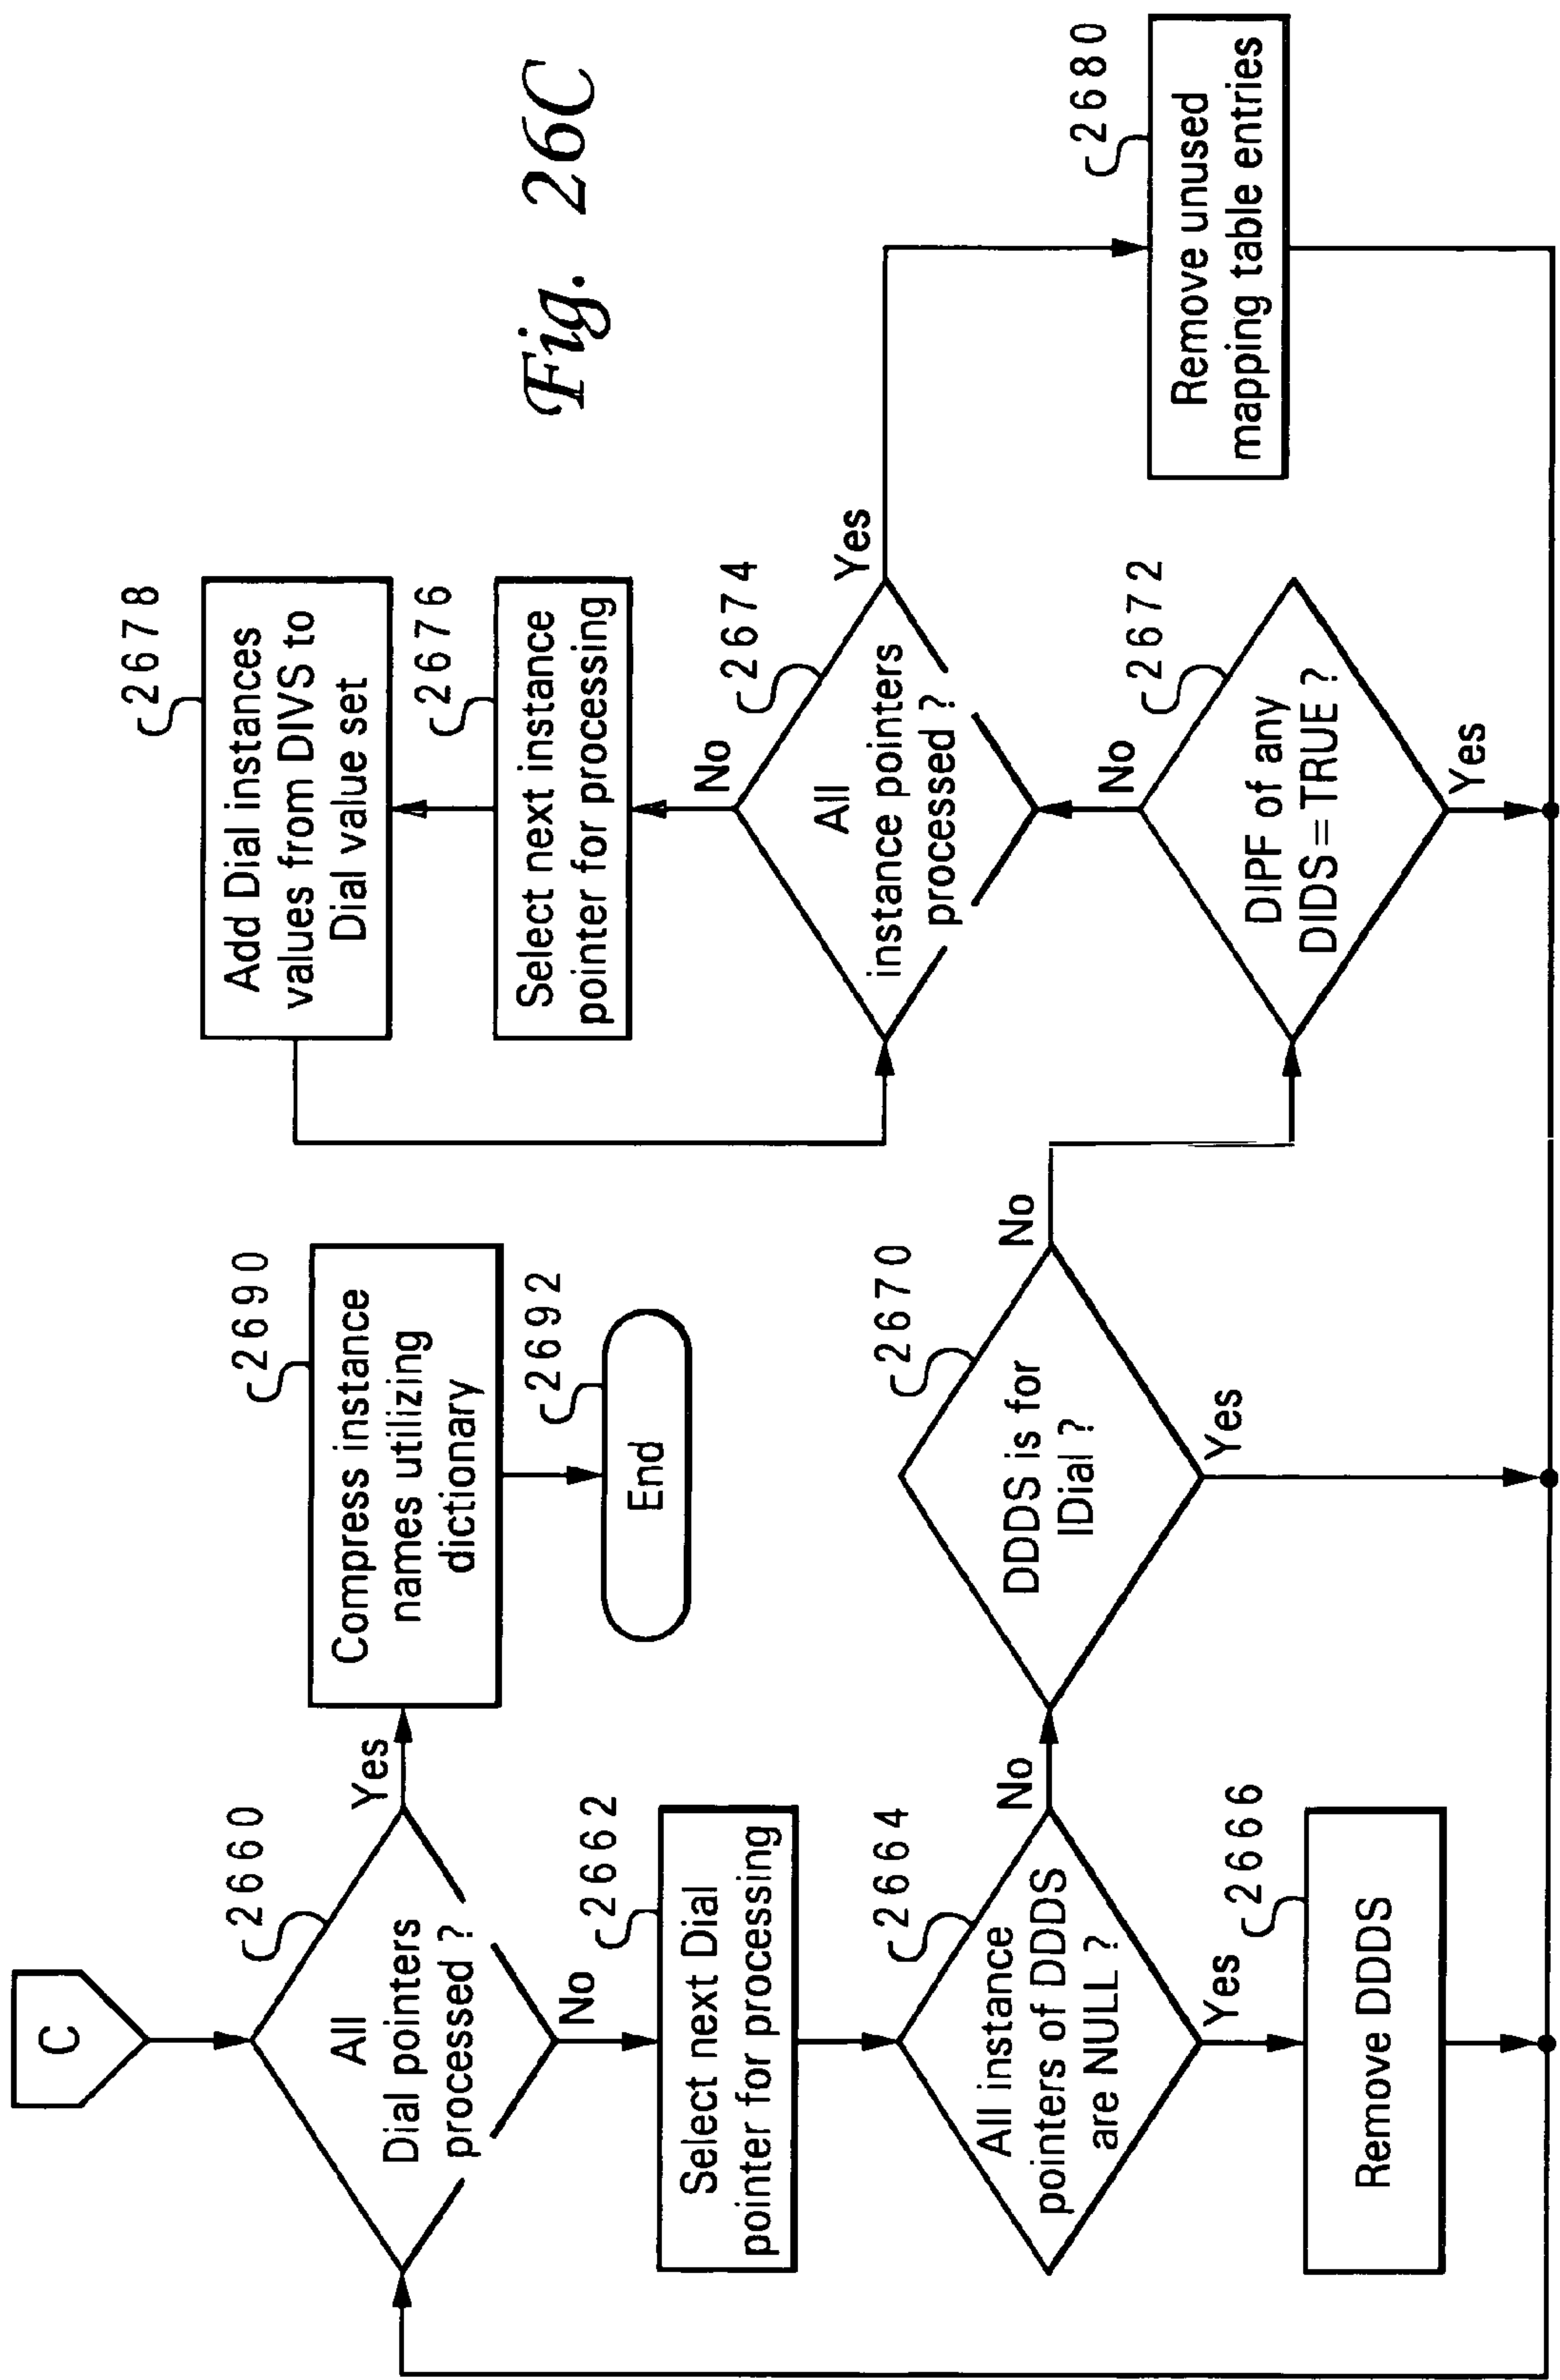 C
2660
All
Dial pointers
processed ?
Yes
No
2690
Compress instance
names utilizing
dictionary
2692
End
2662
Select next Dial
pointer for processing
2664
All instance
pointers of DDDS
are NULL ?
No
Yes
2666
Remove DDDS
2670
DDDS is for
IDial ?
No
Yes
2672
DIPF of any
DIDS=TRUE ?
No
Yes
2674
All
instance pointers
processed ?
No
Yes
2676
Select next instance
pointer for processing
2678
Add Dial instances
values from DIVS to
Dial value set
2680
Remove unused
mapping table entries
Fig. 26C